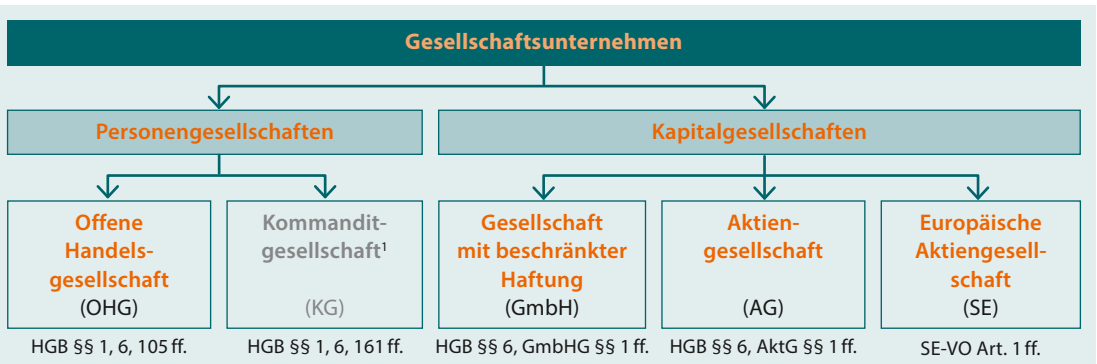 Gesellschaftsunternehmen
Personengesellschaften
Kapitalgesellschaften
Offene
Handels-
gesellschaft
(OHG)
Kommandit-
gesellschaft¹
(KG)
Gesellschaft
mit beschränkter
Haftung
(GmbH)
Aktien-
gesellschaft
(AG)
Europäische
Aktiengesell-
schaft
(SE)
HGB §§ 1, 6, 105 ff.
HGB §§ 1, 6, 161 ff.
HGB §§ 6, GmbHG §§ 1 ff.
HGB §§ 6, AktG §§ 1 ff.
SE-VO Art. 1 ff.